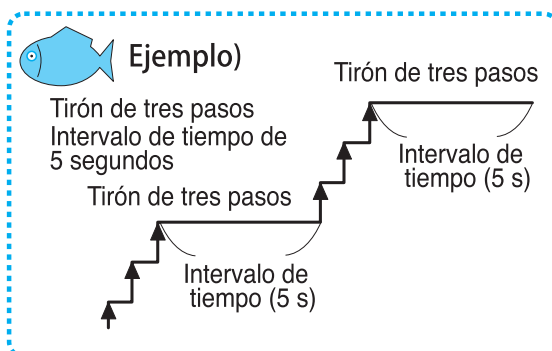 Ejemplo)
Tirón de tres pasos
Intervalo de tiempo de
5 segundos
Tirón de tres pasos
Intervalo de
tiempo (5 s)
Tirón de tres pasos
Intervalo de
tiempo (5 s)